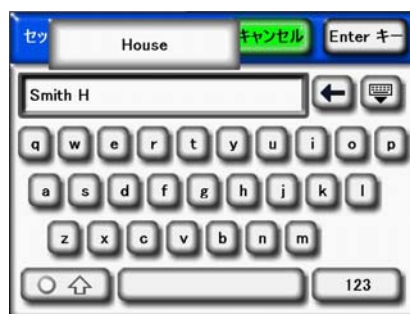 セッ House キャンセル Enter キー
Smith H
q w e r t y u i o p
a s d f g h j k l
z x c v b n m
123